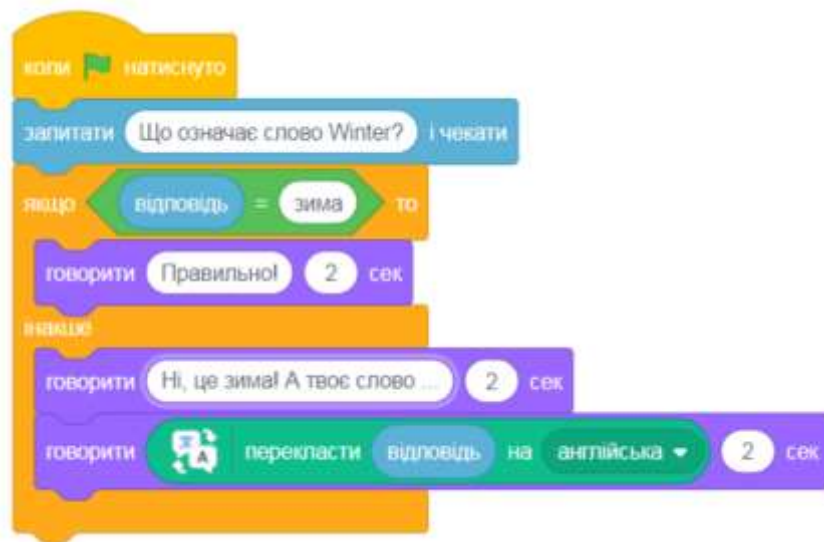 коли натиснуто
запитати Що означає слово Winter? і чекати
якщо відповідь = зима то
говорити Правильно! 2 сек
інакше
говорити Ні, це зима! А твоє слово ... 2 сек
говорити перекласти відповідь на англійська 2 сек